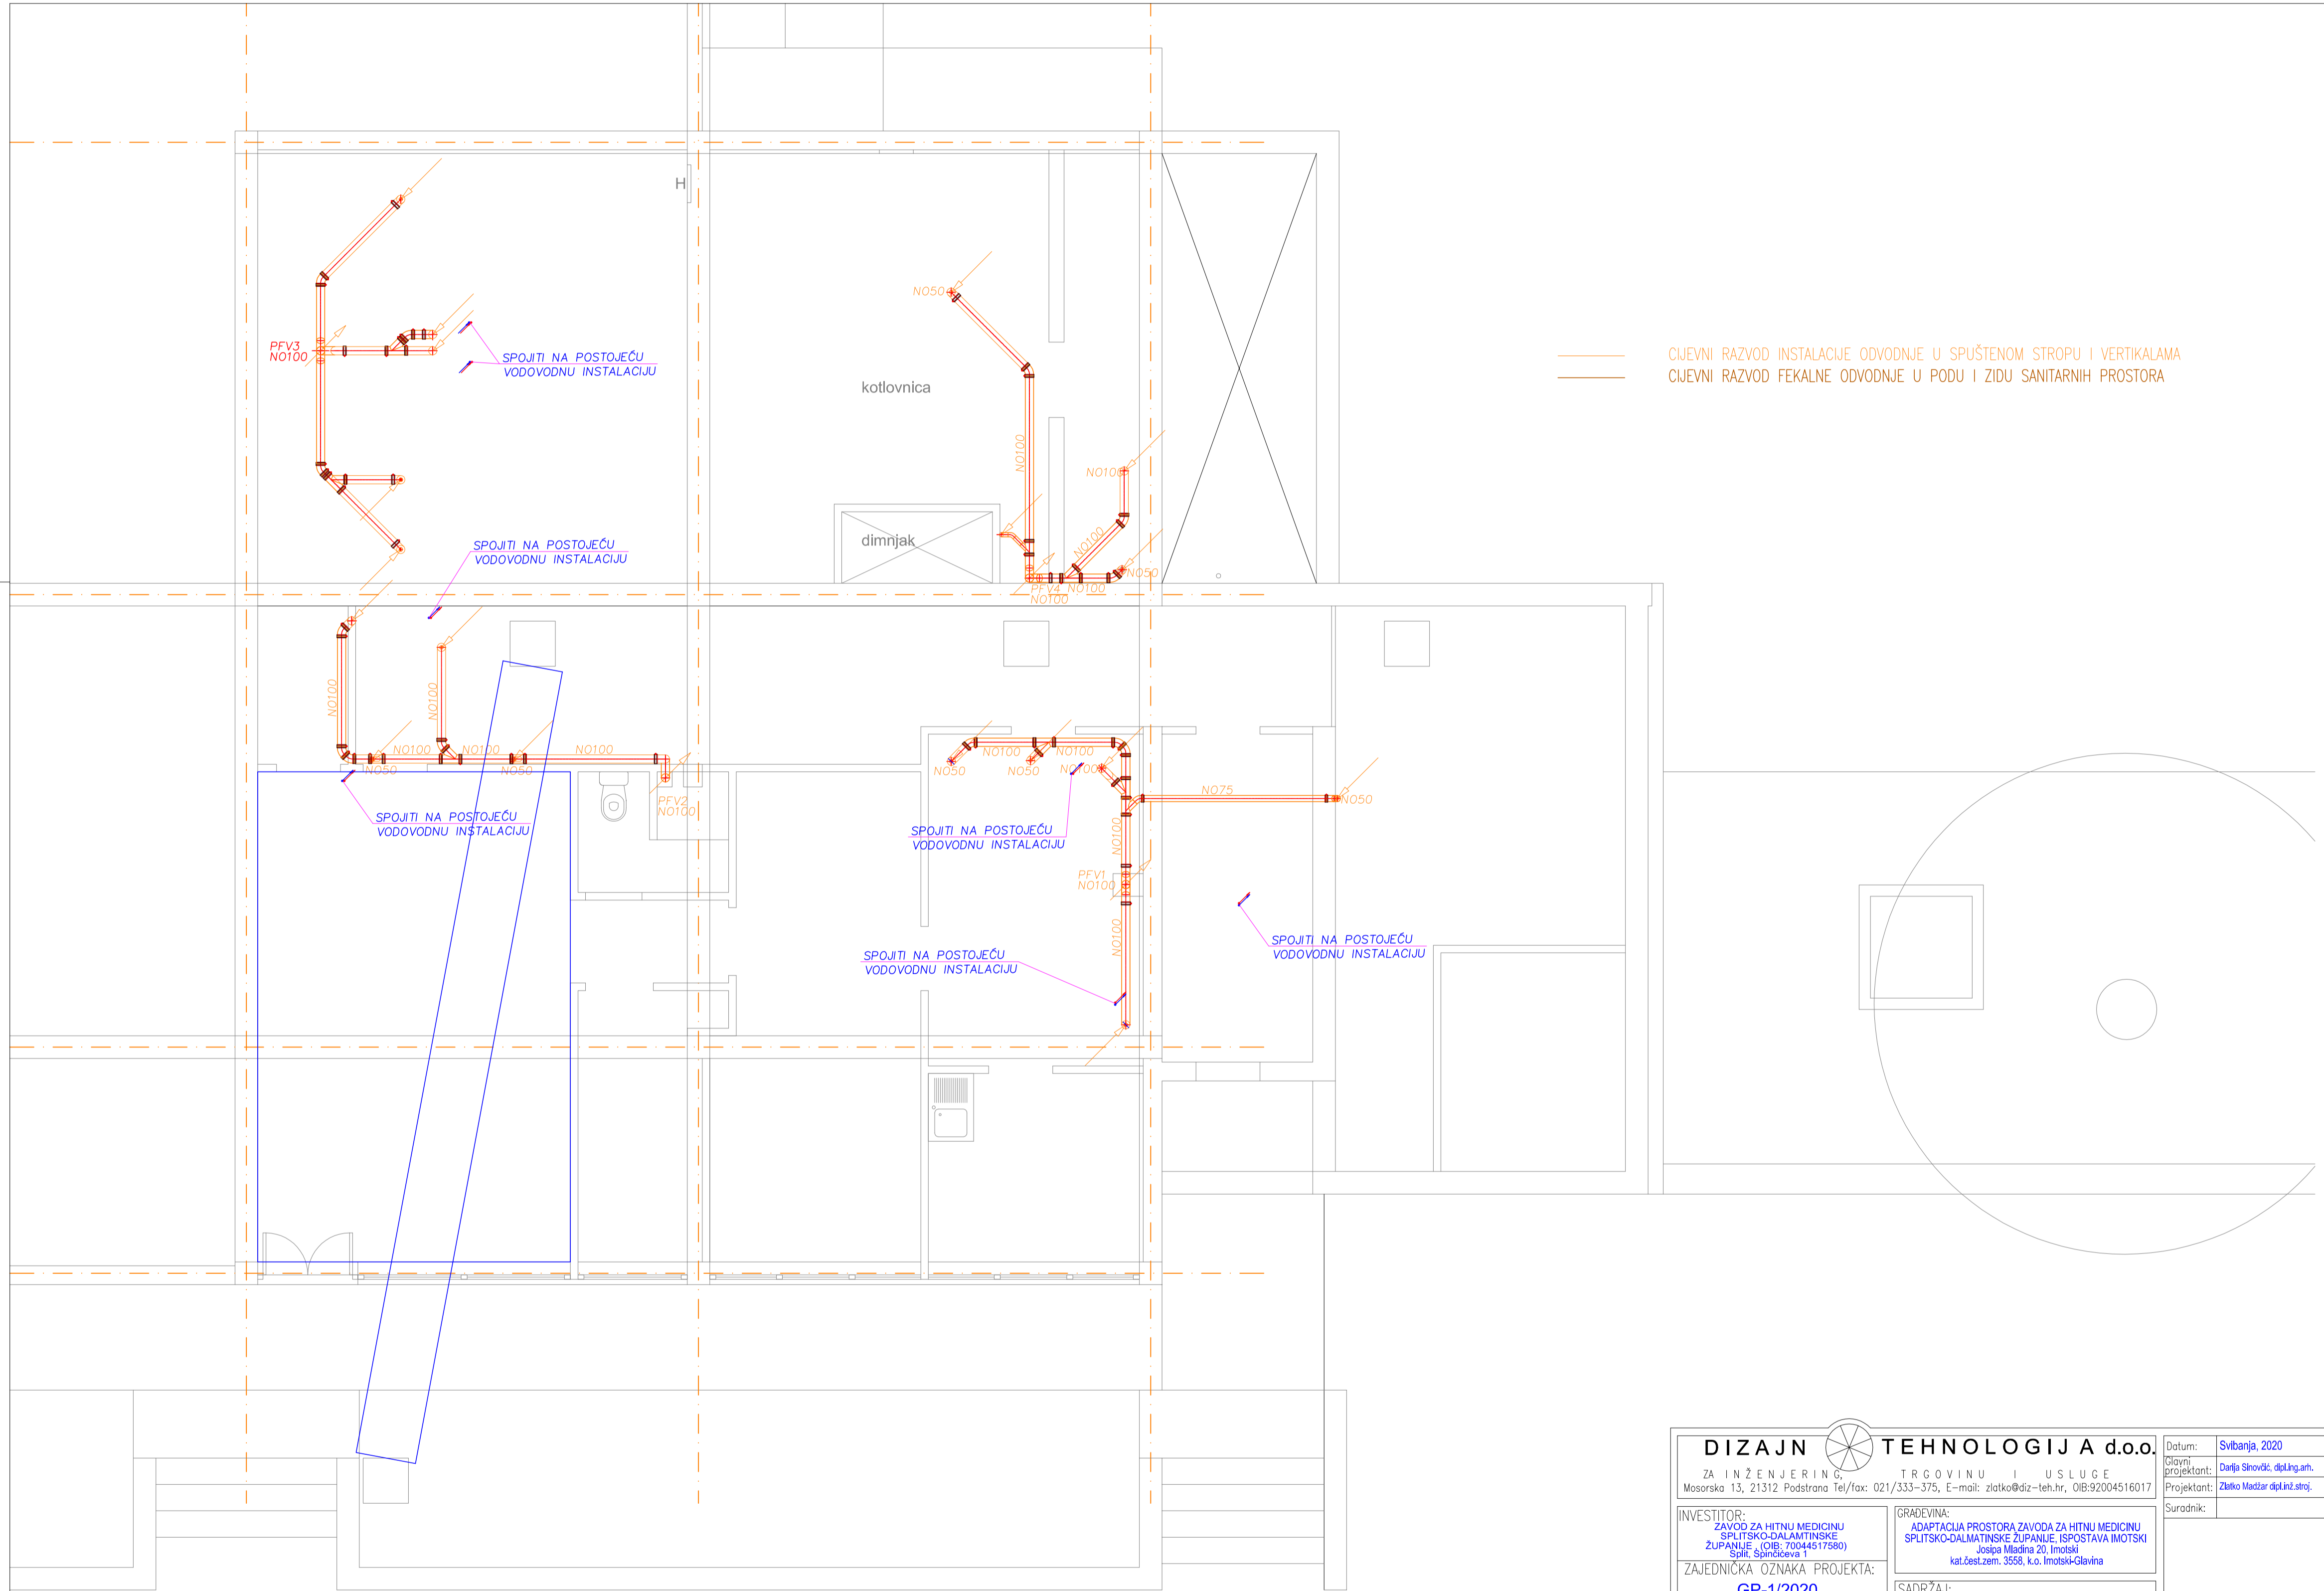 H
NO50
PFV3
NO100
SPOJITI NA POSTOJEĆU
VODOVODNU INSTALACIJU
kotlovnica
CIJEVNI RAZVOD INSTALACIJE ODVODNJE U SPUŠTENOM STROPU I VERTIKALAMA
CIJEVNI RAZVOD FEKALNE ODVODNJE U PODU I ZIDU SANITARNIH PROSTORA
NO100
NO100
dimnjak
NO100
NO50
SPOJITI NA POSTOJEĆU
VODOVODNU INSTALACIJU
PFV4 NO100
NO100
NO100
NO100
NO100
NO100
NO100
NO50
NO50
NO100
NO100
NO50
NO50
NO100
NO75
NO50
PFV2
NO100
SPOJITI NA POSTOJEĆU
VODOVODNU INSTALACIJU
SPOJITI NA POSTOJEĆU
VODOVODNU INSTALACIJU
NO100
PFV1
NO100
NO100
SPOJITI NA POSTOJEĆU
VODOVODNU INSTALACIJU
SPOJITI NA POSTOJEĆU
VODOVODNU INSTALACIJU
DIZAJN TEHNOLOGIJA d.o.o.
ZA INŽENJERING, TRGOVINU I USLUGE
Mosorska 13, 21312 Podstrana Tel/fax: 021/333-375, E-mail: zlatko@diz-teh.hr, OIB:92004516017
Datum: Svibanja, 2020
Glavni projektant: Darija Sinovčić, dipl.ing.arh.
Projektant: Zlatko Madžar dipl.inž.stroj.
Suradnik:
INVESTITOR:
ZAVOD ZA HITNU MEDICINU
SPLITSKO-DALAMTINSKE
ŽUPANIJE , (OIB: 70044517580)
Split, Spinčićeva 1
ZAJEDNIČKA OZNAKA PROJEKTA:
GP-1/2020
GRAĐEVINA:
ADAPTACIJA PROSTORA ZAVODA ZA HITNU MEDICINU
SPLITSKO-DALMATINSKE ŽUPANIJE, ISPOSTAVA IMOTSKI
Josipa Mladina 20, Imotski
kat.čest.zem. 3558, k.o. Imotski-Glavina
SADRŽAJ: